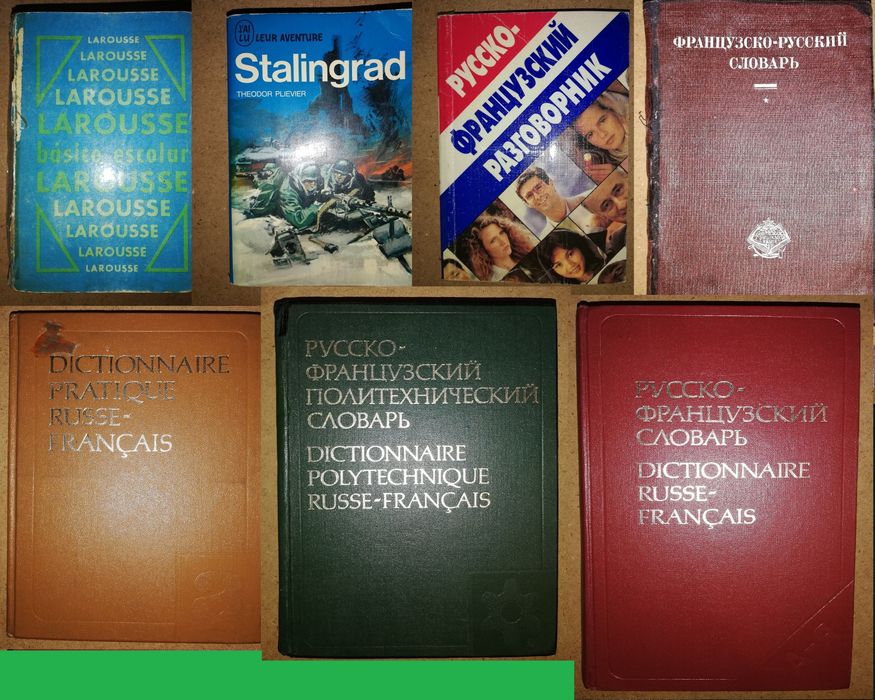 LAROUSSE
LAROUSSE
LAROUSSE
LAROUSSE
LAROUSSE
básico escolar
LAROUSSE
LAROUSSE
LAROUSSE
LAROUSSE
LAROUSSE
J'AI LU
LEUR AVENTURE
Stalingrad
THEODOR PLIEVIER
РУССКО-
ФРАНЦУЗСКИЙ
РАЗГОВОРНИК
ФРАНЦУЗСКО-РУССКИЙ
СЛОВАРЬ
DICTIONNAIRE
PRATIQUE
RUSSE-
FRANÇAIS
РУССКО-
ФРАНЦУЗСКИЙ
ПОЛИТЕХНИЧЕСКИЙ
СЛОВАРЬ
DICTIONNAIRE
POLYTECHNIQUE
RUSSE-FRANÇAIS
РУССКО-
ФРАНЦУЗСКИЙ
СЛОВАРЬ
DICTIONNAIRE
RUSSE-
FRANÇAIS